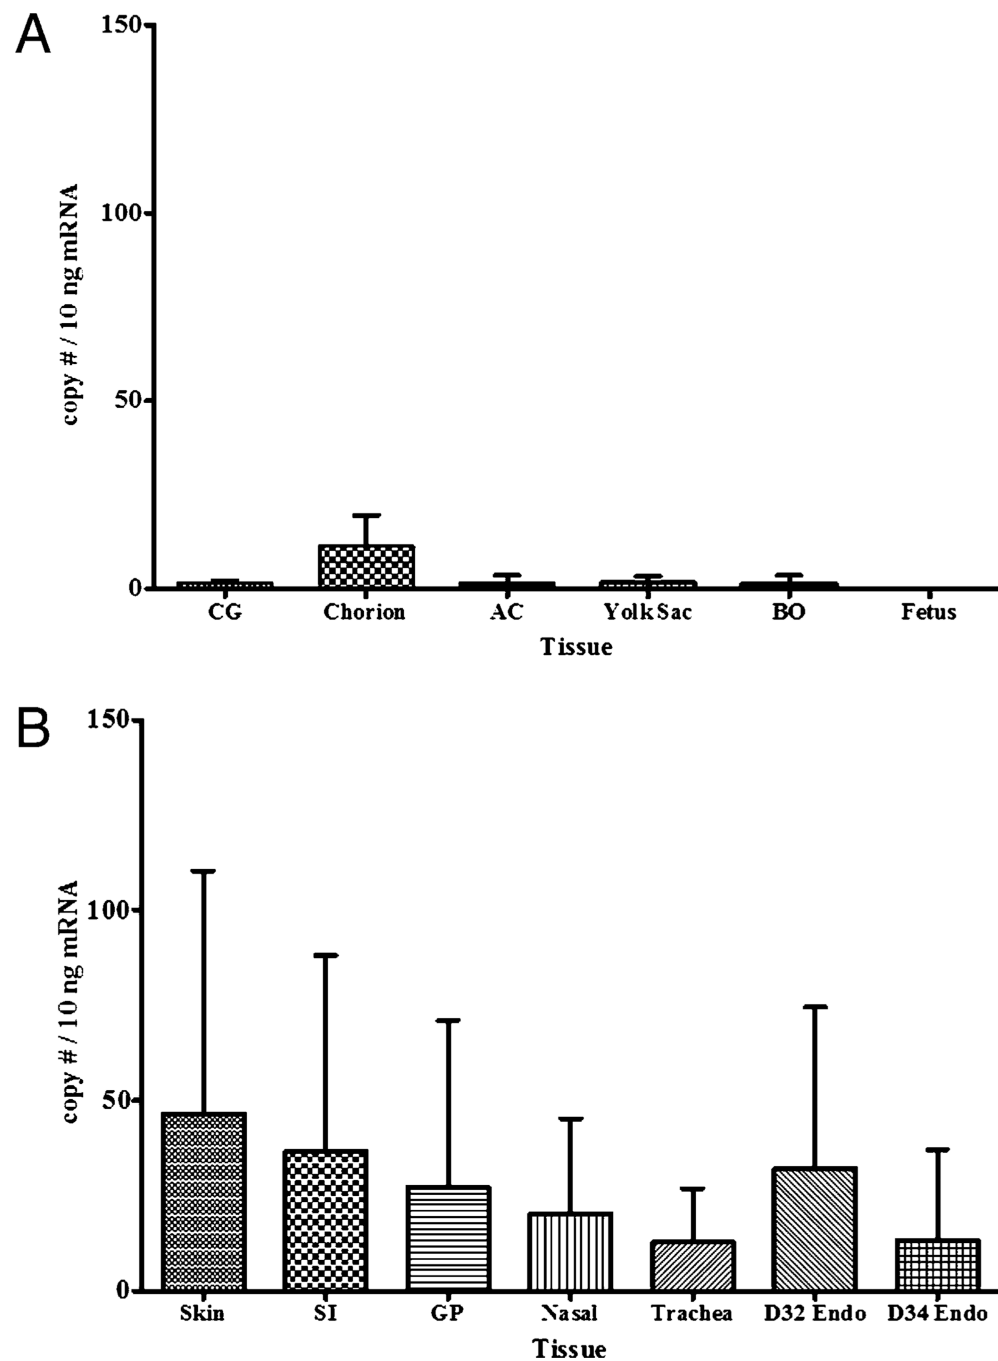 A
150
100
50
0
copy # / 10 ng mRNA
CG Chorion AC Yolk Sac BO Fetus
Tissue
B
150
100
50
0
copy # / 10 ng mRNA
Skin SI GP Nasal Trachea D32 Endo D34 Endo
Tissue